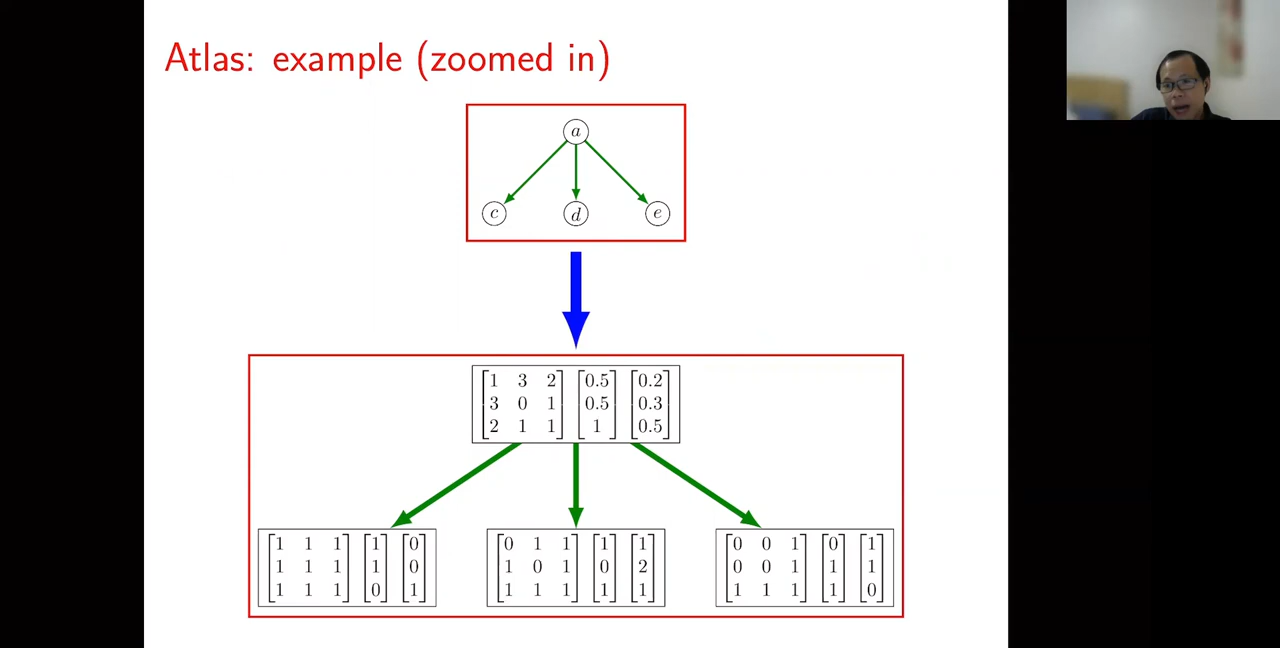 Atlas: example (zoomed in)
a
c d e
1 3 2 0.5 0.2
3 0 1 0.5 0.3
2 1 1 1 0.5
1 1 1 1 0 0 1 1 1 1 0 0 1 0 1
1 1 1 1 0 1 0 1 0 2 0 0 1 1 1
1 1 1 0 1 1 1 1 1 1 1 1 1 1 0